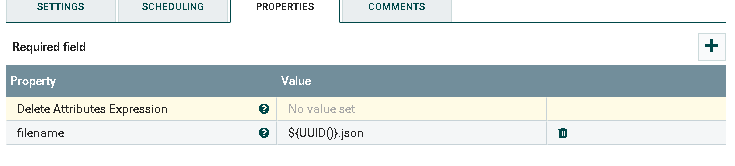 SETTINGS SCHEDULING PROPERTIES COMMENTS
Required field
Property Value
Delete Attributes Expression No value set
filename ${UUID()}.json